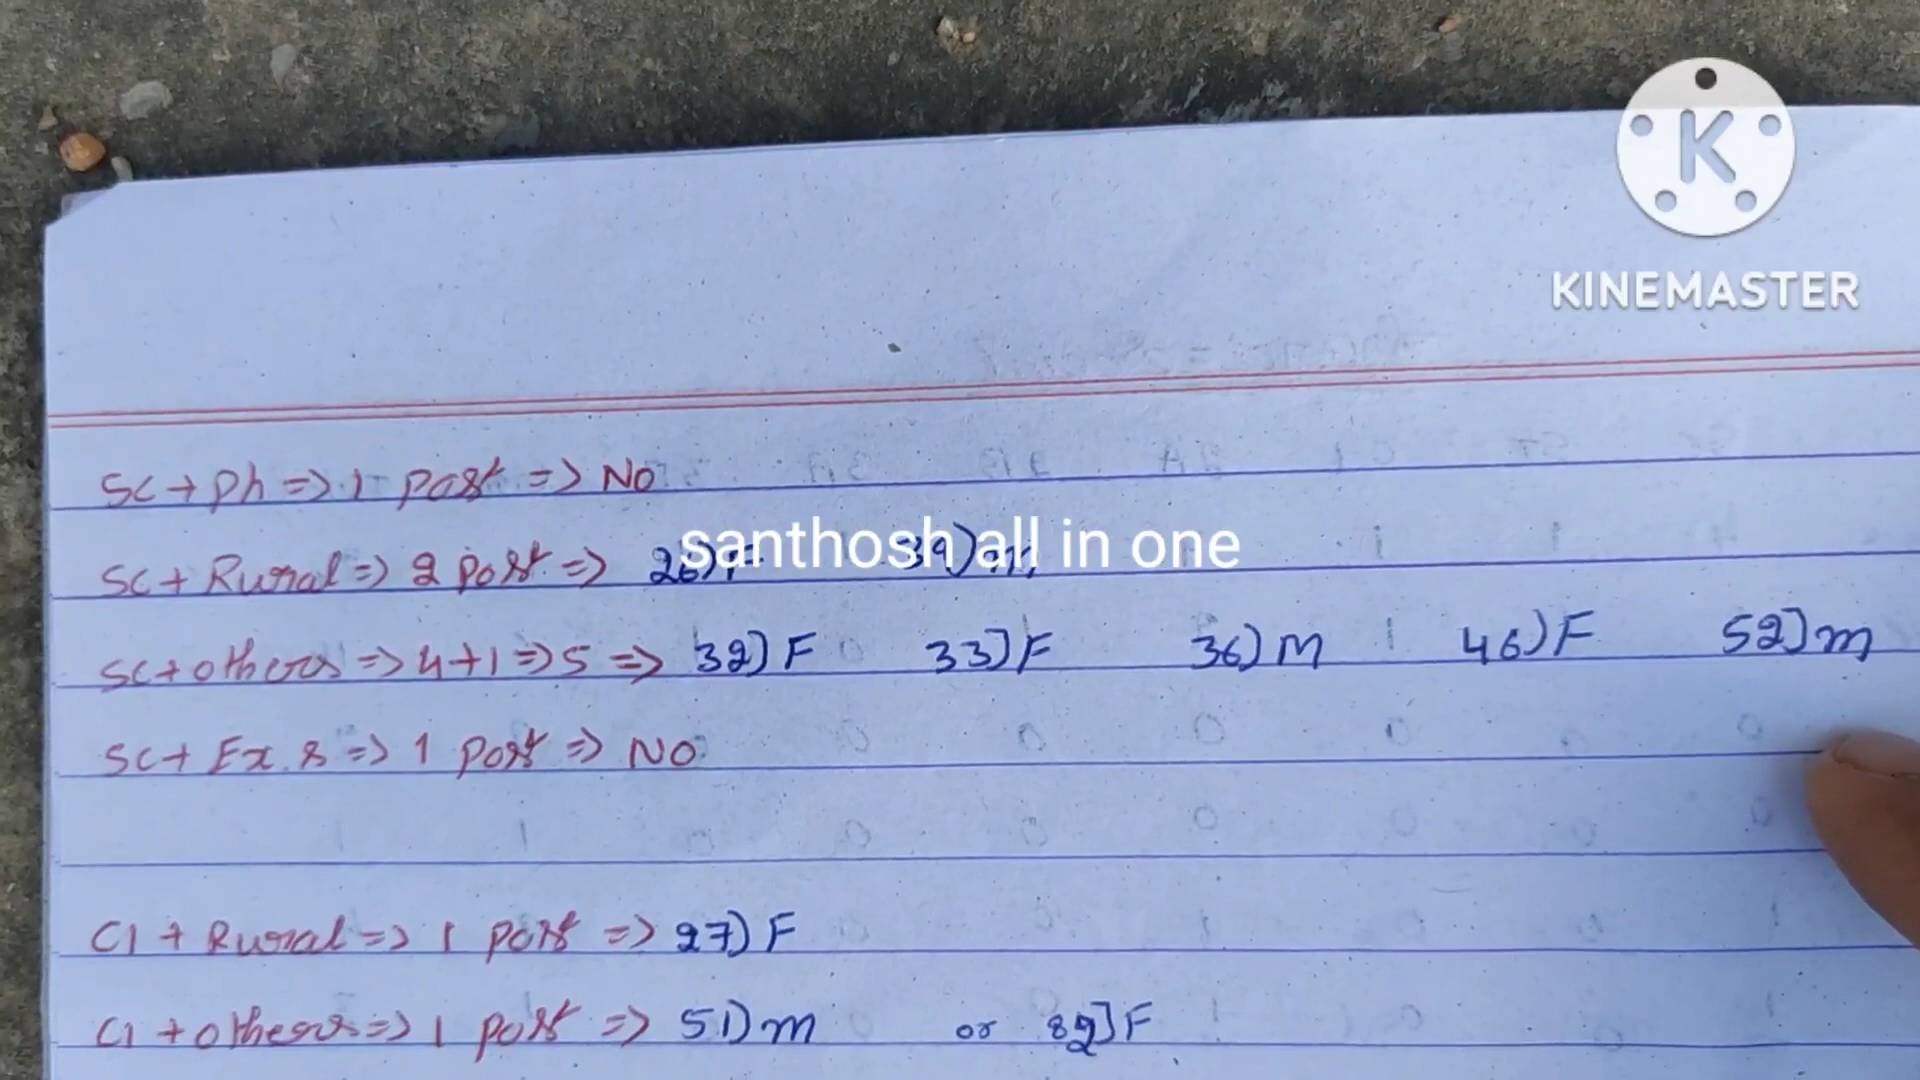 KINEMASTER
SC + Ph => 1 Post => NO
santhosh all in one
SC + Rural => 2 Post => 26) F 39) m
SC + others => 4+1 => 5 => 32) F 33) F 36) M 46) F 52) m
SC + Ex. s => 1 Post => NO
C1 + Rural => 1 Post => 27) F
C1 + others => 1 Post => 51) m or 82) F